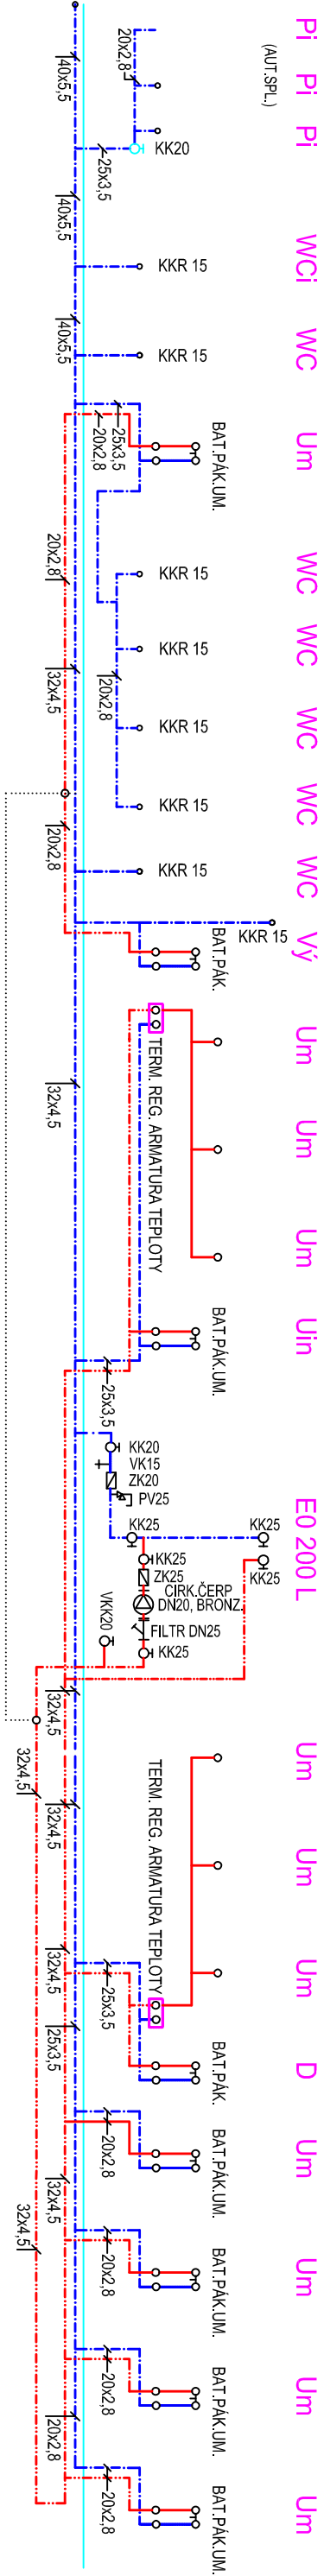 Pi
Pi
Pi
(AUT.SPL.)
20x2,8
KK20
40x5,5
25x3,5
40x5,5
WCi
KKR 15
40x5,5
WC
KKR 15
Um
BAT.PÁK.UM.
25x3,5
20x2,8
20x2,8
WC
KKR 15
WC
KKR 15
32x4,5
20x2,8
WC
KKR 15
WC
KKR 15
20x2,8
WC
KKR 15
Vý
KKR 15
BAT.PÁK.
32x4,5
Um
Um
Um
TERM. REG. ARMATURA TEPLOTY
Uin
BAT.PÁK.UM.
25x3,5
KK20
VK15
ZK20
PV25
E0 200 L
KK25
KK25
KK25
ZK25
CIRK.ČERP
DN20, BRONZ.
FILTR DN25
KK25
VKK20
32x4,5
32x4,5
32x4,5
Um
Um
Um
TERM. REG. ARMATURA TEPLOTY
32x4,5
25x3,5
25x3,5
D
BAT.PÁK.
Um
BAT.PÁK.UM.
20x2,8
32x4,5
32x4,5
Um
BAT.PÁK.UM.
20x2,8
Um
BAT.PÁK.UM.
20x2,8
20x2,8
Um
BAT.PÁK.UM.
20x2,8